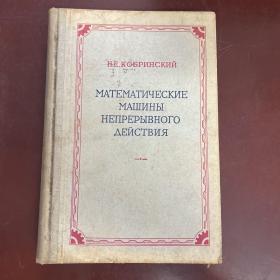 Н.Е. КОБРИНСКИЙ
МАТЕМАТИЧЕСКИЕ
МАШИНЫ
НЕПРЕРЫВНОГО
ДЕЙСТВИЯ